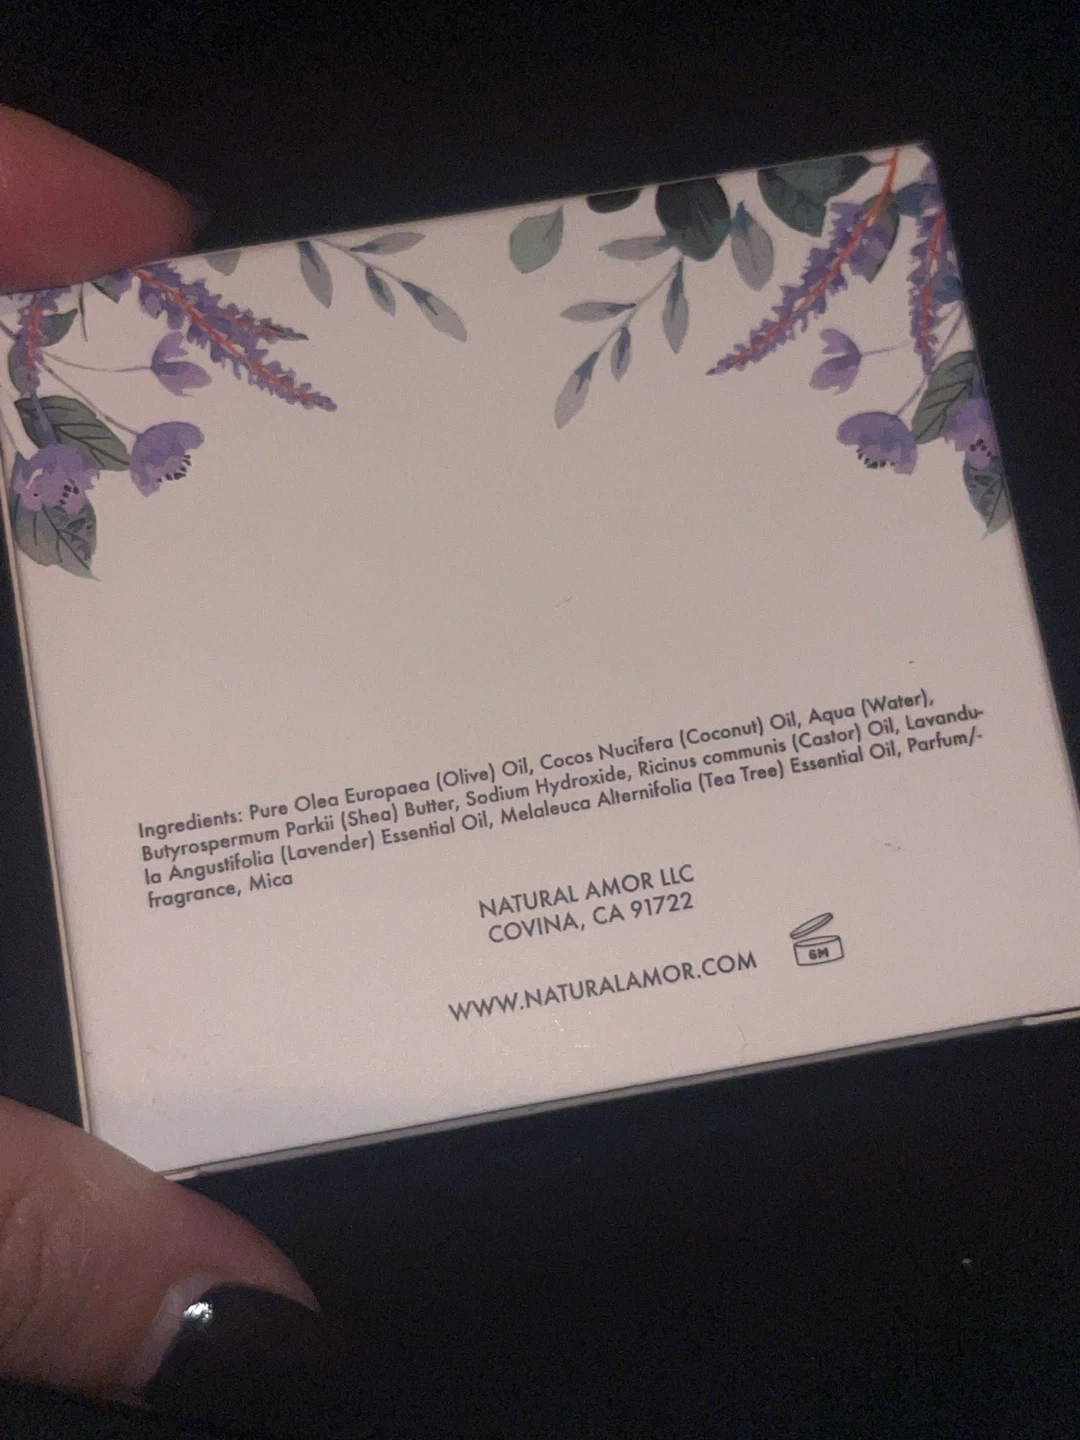 Ingredients: Pure Olea Europaea (Olive) Oil, Cocos Nucifera (Coconut) Oil, Aqua (Water),
Butyrospermum Parkii (Shea) Butter, Sodium Hydroxide, Ricinus communis (Castor) Oil, Lavandu-
la Angustifolia (Lavender) Essential Oil, Melaleuca Alternifolia (Tea Tree) Essential Oil, Parfum/-
fragrance, Mica
NATURAL AMOR LLC
COVINA, CA 91722
WWW.NATURALAMOR.COM
6M